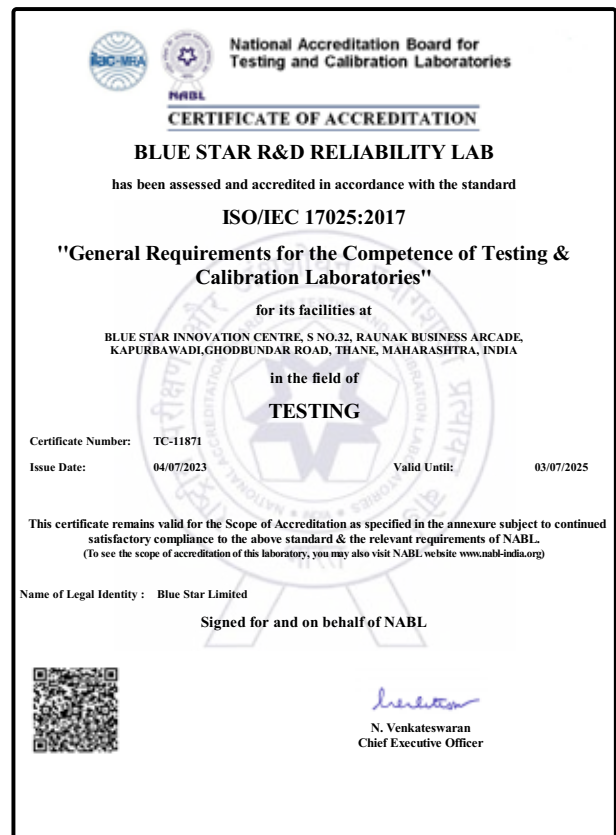 ilac-MRA
NABL
National Accreditation Board for
Testing and Calibration Laboratories
CERTIFICATE OF ACCREDITATION
BLUE STAR R&D RELIABILITY LAB
has been assessed and accredited in accordance with the standard
ISO/IEC 17025:2017
"General Requirements for the Competence of Testing &
Calibration Laboratories"
for its facilities at
BLUE STAR INNOVATION CENTRE, S NO.32, RAUNAK BUSINESS ARCADE,
KAPURBAWADI,GHODBUNDAR ROAD, THANE, MAHARASHTRA, INDIA
in the field of
TESTING
Certificate Number: TC-11871
Issue Date: 04/07/2023 Valid Until: 03/07/2025
This certificate remains valid for the Scope of Accreditation as specified in the annexure subject to continued
satisfactory compliance to the above standard & the relevant requirements of NABL.
(To see the scope of accreditation of this laboratory, you may also visit NABL website www.nabl-india.org)
Name of Legal Identity : Blue Star Limited
Signed for and on behalf of NABL
N. Venkateswaran
Chief Executive Officer